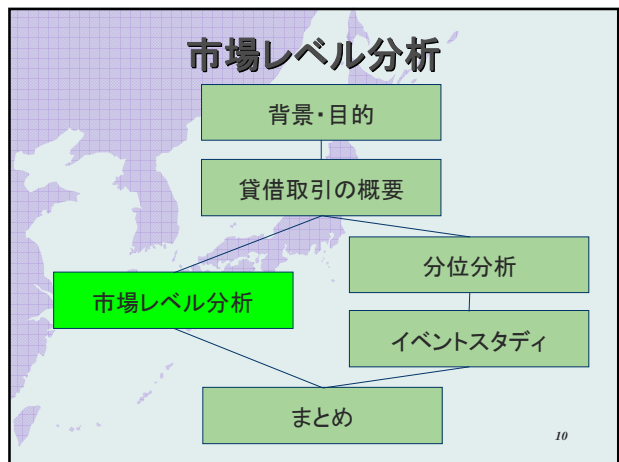 市場レベル分析
背景・目的
貸借取引の概要
市場レベル分析
分位分析
イベントスタディ
まとめ
10